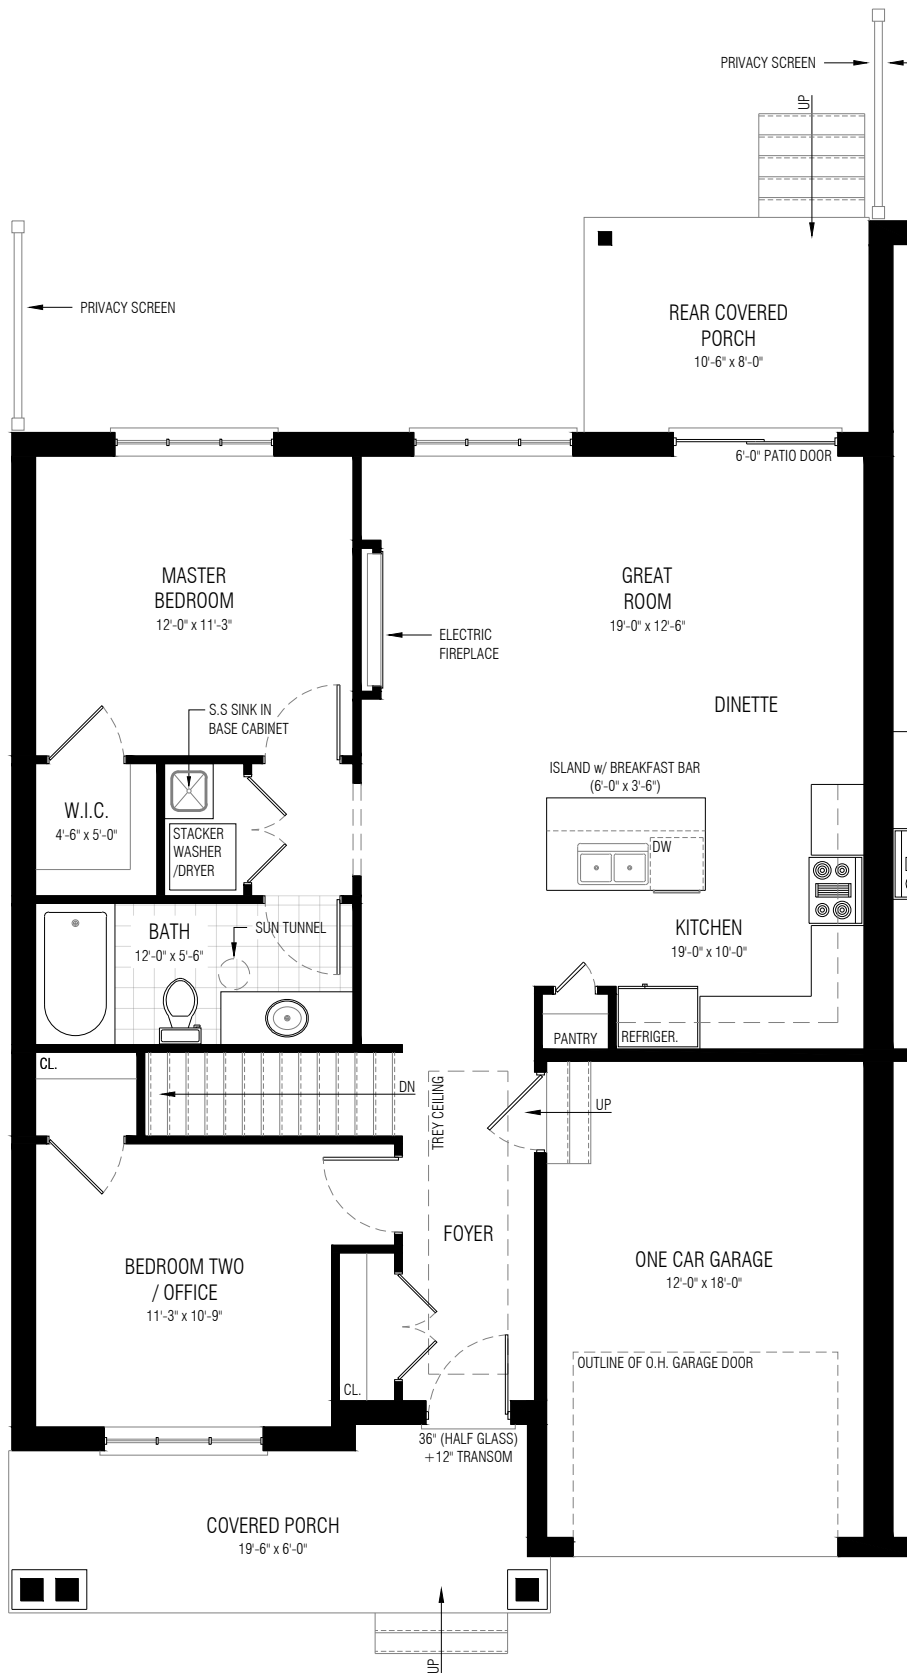 PRIVACY SCREEN
UP
PRIVACY SCREEN
REAR COVERED
PORCH
10'-6" x 8'-0"
6'-0" PATIO DOOR
MASTER
BEDROOM
12'-0" x 11'-3"
GREAT
ROOM
19'-0" x 12'-6"
ELECTRIC
FIREPLACE
S.S SINK IN
BASE CABINET
DINETTE
ISLAND w/ BREAKFAST BAR
(6'-0" x 3'-6")
W.I.C.
4'-6" x 5'-0"
STACKER
WASHER
/DRYER
DW
BATH
12'-0" x 5'-6"
SUN TUNNEL
KITCHEN
19'-0" x 10'-0"
PANTRY
REFRIGER.
CL.
DN
TREY CEILING
UP
FOYER
BEDROOM TWO
/ OFFICE
11'-3" x 10'-9"
ONE CAR GARAGE
12'-0" x 18'-0"
OUTLINE OF O.H. GARAGE DOOR
CL.
36" (HALF GLASS)
+12" TRANSOM
COVERED PORCH
19'-6" x 6'-0"
UP